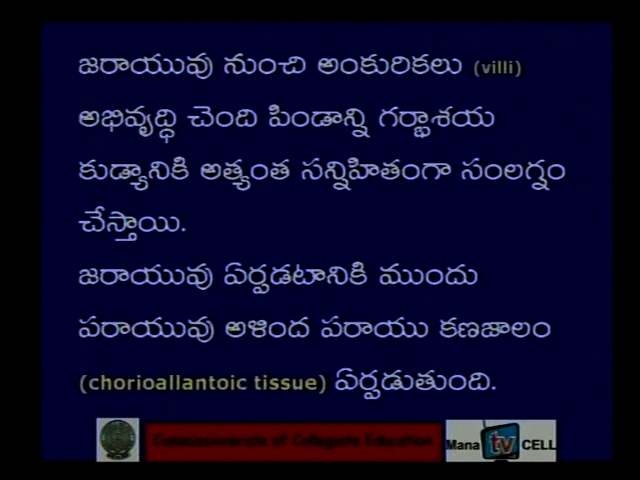 జరాయువు నుంచి అంకురికలు (villi)
అభివృద్ధి చెంది పిండాన్ని గర్భాశయ
కుడ్యానికి అత్యంత సన్నిహితంగా సంలగ్నం
చేస్తాయి.
జరాయువు ఏర్పడటానికి ముందు
పరాయువు అళింద పరాయు కణజాలం
(chorioallantoic tissue) ఏర్పడుతుంది.
Commissionerate of Collegiate Education
Mana tv CELL